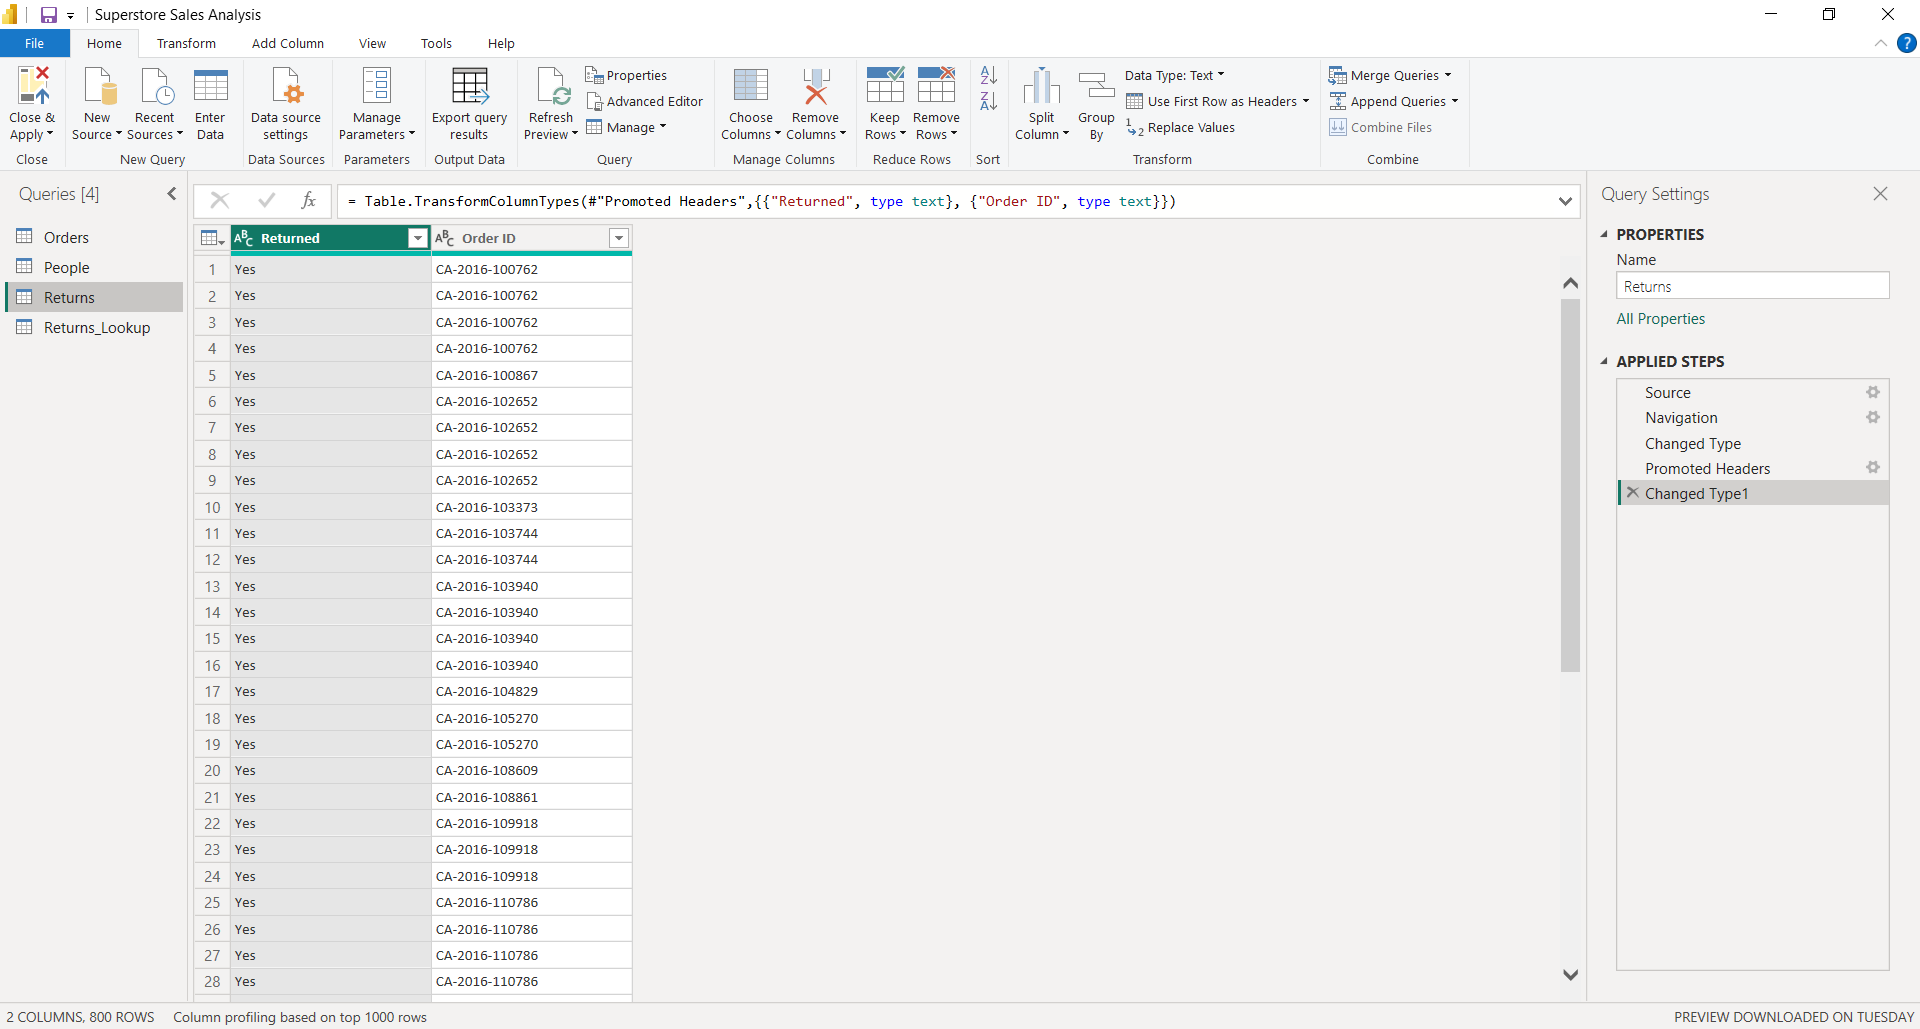 Superstore Sales Analysis
File Home Transform Add Column View Tools Help
Close & Apply
Close
New Source
Recent Sources
Enter Data
New Query
Data source settings
Data Sources
Manage Parameters
Parameters
Export query results
Output Data
Refresh Preview
Properties
Advanced Editor
Manage
Query
Choose Columns
Remove Columns
Manage Columns
Keep Rows
Remove Rows
Reduce Rows
Sort
Split Column
Group By
Data Type: Text
Use First Row as Headers
Replace Values
Transform
Merge Queries
Append Queries
Combine Files
Combine
Queries [4]
Orders
People
Returns
Returns_Lookup
fx = Table.TransformColumnTypes(#"Promoted Headers",{{"Returned", type text}, {"Order ID", type text}})
ABC Returned ABC Order ID
1 Yes CA-2016-100762
2 Yes CA-2016-100762
3 Yes CA-2016-100762
4 Yes CA-2016-100762
5 Yes CA-2016-100867
6 Yes CA-2016-102652
7 Yes CA-2016-102652
8 Yes CA-2016-102652
9 Yes CA-2016-102652
10 Yes CA-2016-103373
11 Yes CA-2016-103744
12 Yes CA-2016-103744
13 Yes CA-2016-103940
14 Yes CA-2016-103940
15 Yes CA-2016-103940
16 Yes CA-2016-103940
17 Yes CA-2016-104829
18 Yes CA-2016-105270
19 Yes CA-2016-105270
20 Yes CA-2016-108609
21 Yes CA-2016-108861
22 Yes CA-2016-109918
23 Yes CA-2016-109918
24 Yes CA-2016-109918
25 Yes CA-2016-110786
26 Yes CA-2016-110786
27 Yes CA-2016-110786
28 Yes CA-2016-110786
Query Settings
PROPERTIES
Name
Returns
All Properties
APPLIED STEPS
Source
Navigation
Changed Type
Promoted Headers
Changed Type1
2 COLUMNS, 800 ROWS Column profiling based on top 1000 rows
PREVIEW DOWNLOADED ON TUESDAY